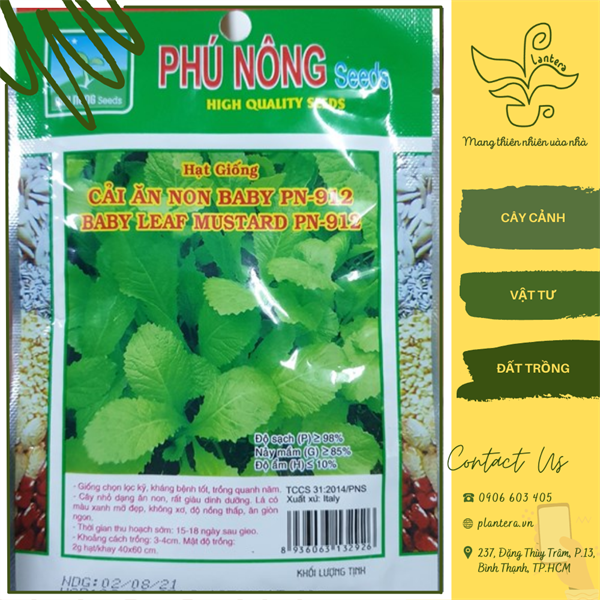 PHÚ NÔNG Seeds
HIGH QUALITY SEEDS
NÔNG Seeds
Hạt Giống
CẢI ĂN NON BABY PN-912
BABY LEAF MUSTARD PN-912
Độ sạch (P) ≥ 98%
Nảy mầm (G) ≥ 85%
Độ ẩm (H) ≤ 10%
- Giống chọn lọc kỹ, kháng bệnh tốt, trồng quanh năm.
- Cây nhỏ dạng ăn non, rất giàu dinh dưỡng. Lá có
màu xanh mỡ đẹp, không xơ, độ nồng thấp, ăn giòn
ngon.
- Thời gian thu hoạch sớm: 15-18 ngày sau gieo.
- Khoảng cách trồng: 3-4cm. Mật độ trồng:
2g hạt/khay 40x60 cm.
TCCS 31:2014/PNS
Xuất xứ: Italy
8 936063 132926
NDG: 02/08/21
KHỐI LƯỢNG TỊNH
Plantera
Mang thiên nhiên vào nhà
CÂY CẢNH
VẬT TƯ
ĐẤT TRỒNG
Contact Us
0906 603 405
plantera.vn
237, Đặng Thùy Trâm, P.13,
Bình Thạnh, TP.HCM